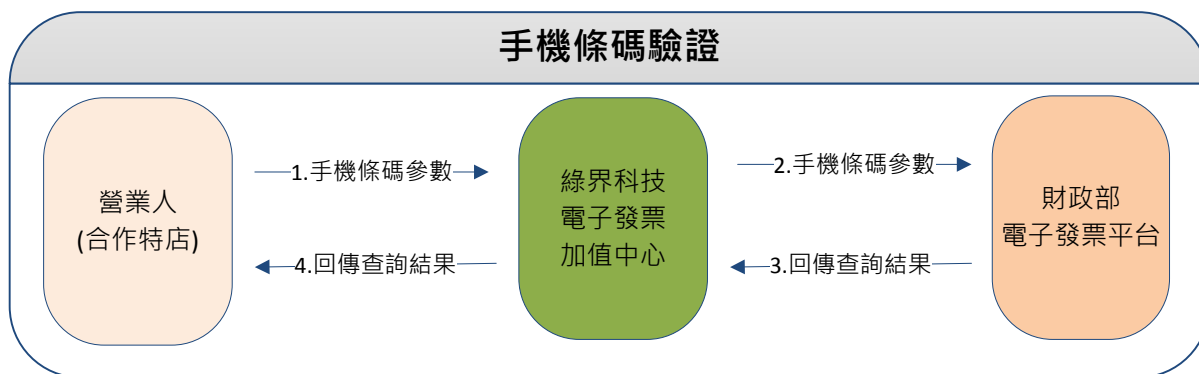 手機條碼驗證
營業人
(合作特店)
1.手機條碼參數
4.回傳查詢結果
綠界科技
電子發票
加值中心
2.手機條碼參數
3.回傳查詢結果
財政部
電子發票平台